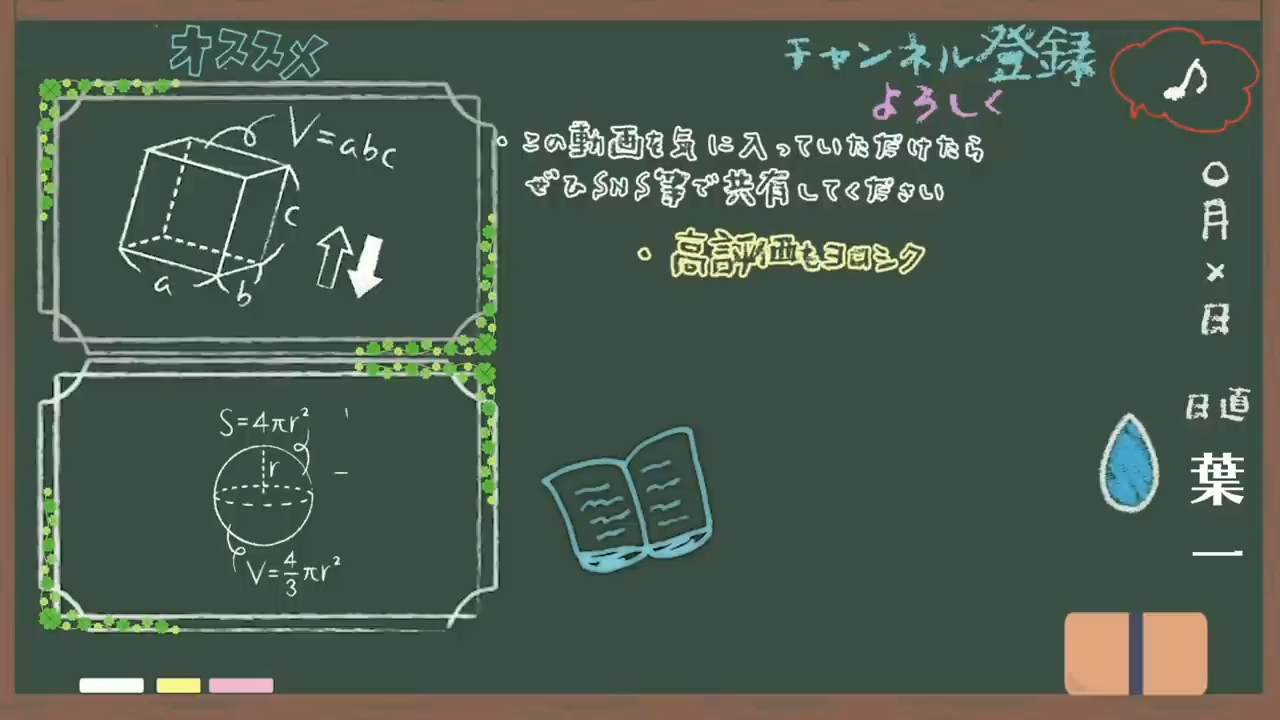 オススメ
V=abc
c
a
b
S=4πr²
r
V=4/3πr²
チャンネル登録
よろしく
・この動画を気に入っていただけたら
ぜひSNS等で共有してください
・高評価もヨロシク
♪
〇月×日
日直
葉一